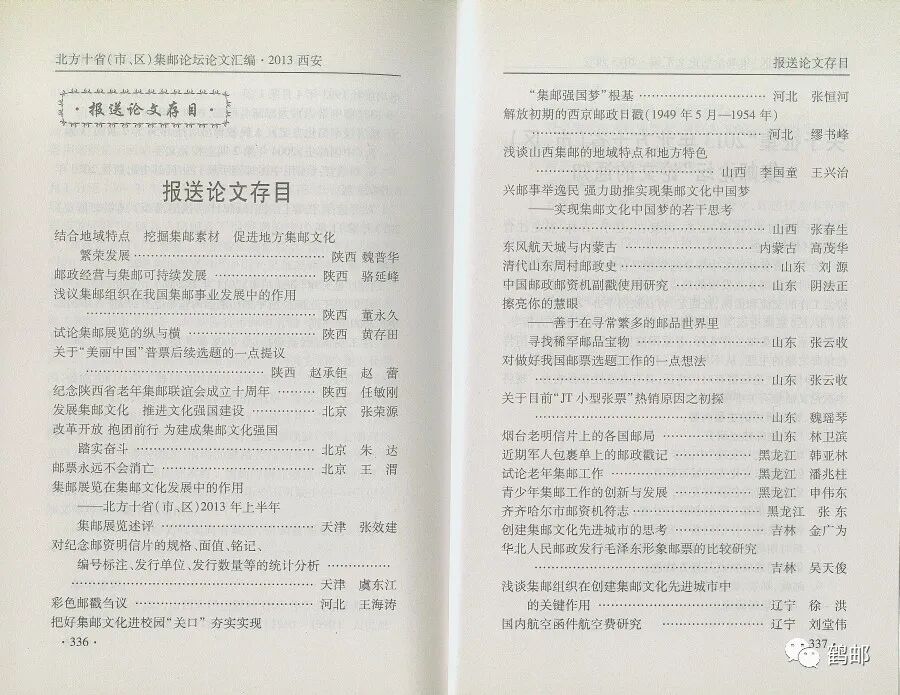 北方十省(市、区)集邮论坛论文汇编·2013 西安
·报送论文存目·
报送论文存目
结合地域特点 挖掘集邮素材 促进地方集邮文化
繁荣发展……………………陕西 魏普华
邮政经营与集邮可持续发展……………陕西 骆延峰
浅议集邮组织在我国集邮事业发展中的作用
……………………………陕西 董永久
试论集邮展览的纵与横………………陕西 黄存田
关于“美丽中国”普票后续选题的一点提议
……………………陕西 赵承钜 赵 蕾
纪念陕西省老年集邮联谊会成立十周年………陕西 任敏刚
发展集邮文化 推进文化强国建设…………北京 张荣源
改革开放 抱团前行 为建成集邮文化强国
踏实奋斗……………………北京 朱 达
邮票永远不会消亡…………………北京 王 渭
集邮展览在集邮文化发展中的作用
——北方十省(市、区)2013 年上半年
集邮展览述评…………………天津 张效建
对纪念邮资明信片的规格、面值、铭记、
编号标注、发行单位、发行数量等的统计分析…………
……………………………天津 虞东江
彩色邮戳刍议……………………河北 王海涛
把好集邮文化进校园“关口” 夯实实现
·336·
报送论文存目
“集邮强国梦”根基………………河北 张恒河
解放初期的西京邮政日戳(1949 年 5 月—1954 年)
……………………………河北 缪书峰
浅谈山西集邮的地域特点和地方特色
……………………山西 李国童 王兴治
兴邮事举逸民 强力助推实现集邮文化中国梦
——实现集邮文化中国梦的若干思考
……………………………山西 张春生
东风航天城与内蒙古………………内蒙古 高茂华
清代山东周村邮政史………………山东 刘 源
中国邮政邮资机副戳使用研究…………山东 阴法正
擦亮你的慧眼
——善于在寻常繁多的邮品世界里
寻找稀罕邮品宝物………………山东 张云收
对做好我国邮票选题工作的一点想法
……………………………山东 张云收
关于目前“JT 小型张票”热销原因之初探
……………………………山东 魏瑶琴
烟台老明信片上的各国邮局……………山东 林卫滨
近期军人包裹单上的邮政戳记…………黑龙江 韩亚林
试论老年集邮工作…………………黑龙江 潘兆柱
青少年集邮工作的创新与发展…………黑龙江 申伟东
齐齐哈尔市邮资机符志………………黑龙江 张 东
创建集邮文化先进城市的思考…………吉林 金广为
华北人民邮政发行毛泽东形象邮票的比较研究
……………………………吉林 吴天俊
浅谈集邮组织在创建集邮文化先进城市中
的关键作用……………………辽宁 徐 洪
国内航空函件航空费研究……………辽宁 刘堂伟
·337·
鹤邮